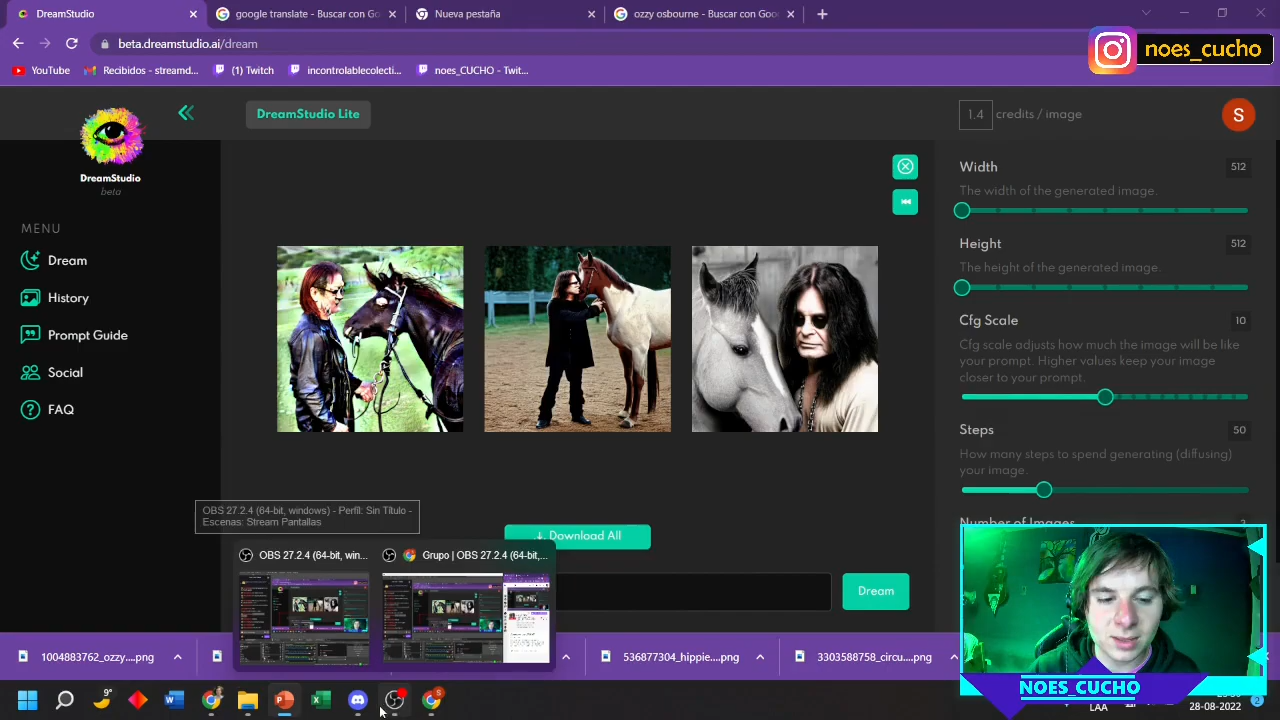 DreamStudio
google translate - Buscar con Go
Nueva pestaña
ozzy osbourne - Buscar con Goo
beta.dreamstudio.ai/dream
noes_cucho
YouTube
Recibidos - streamd...
(1) Twitch
incontrolablecolecti...
noes_CUCHO - Twit...
DreamStudio Lite
1.4 credits / image
S
DreamStudio
beta
MENU
Dream
History
Prompt Guide
Social
FAQ
Width 512
The width of the generated image.
Height 512
The height of the generated image.
Cfg Scale 10
Cfg scale adjusts how much the image will be like
your prompt. Higher values keep your image
closer to your prompt.
Steps 50
How many steps to spend generating (diffusing)
your image.
Number of Images
OBS 27.2.4 (64-bit, windows) - Perfil: Sin Título -
Escenas: Stream Pantallas
Download All
OBS 27.2.4 (64-bit, win...
Grupo | OBS 27.2.4 (64-bit,...
Dream
1004883762_ozzy....png
536877304_hippie....png
3303588758_circu....png
9°
NOES_CUCHO
LAA
28-08-2022
2